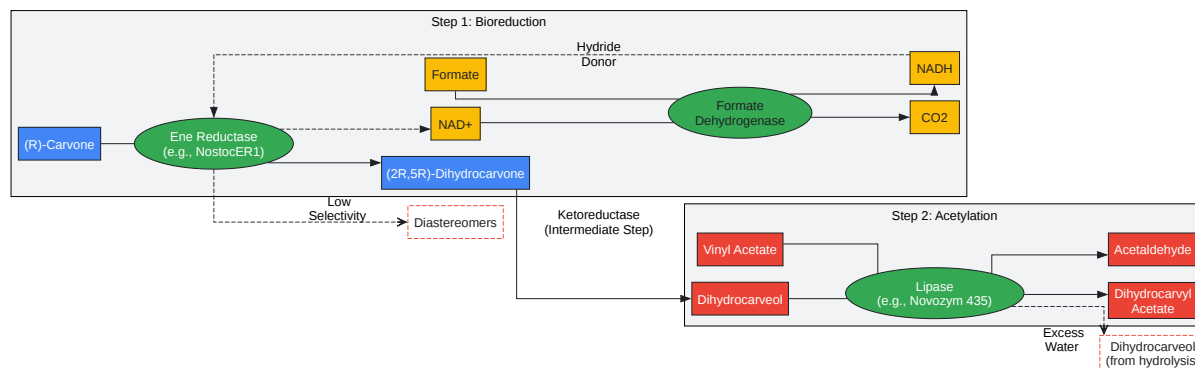 Step 1: Bioreduction
Hydride
Donor
Formate
NADH
Formate
Dehydrogenase
NAD+
CO2
(R)-Carvone
Ene Reductase
(e.g., NostocER1)
(2R,5R)-Dihydrocarvone
Low
Selectivity
Diastereomers
Ketoreductase
(Intermediate Step)
Step 2: Acetylation
Vinyl Acetate
Acetaldehyde
Dihydrocarveol
Lipase
(e.g., Novozym 435)
Dihydrocarvyl
Acetate
Excess
Water
Dihydrocarveol
(from hydrolysis)